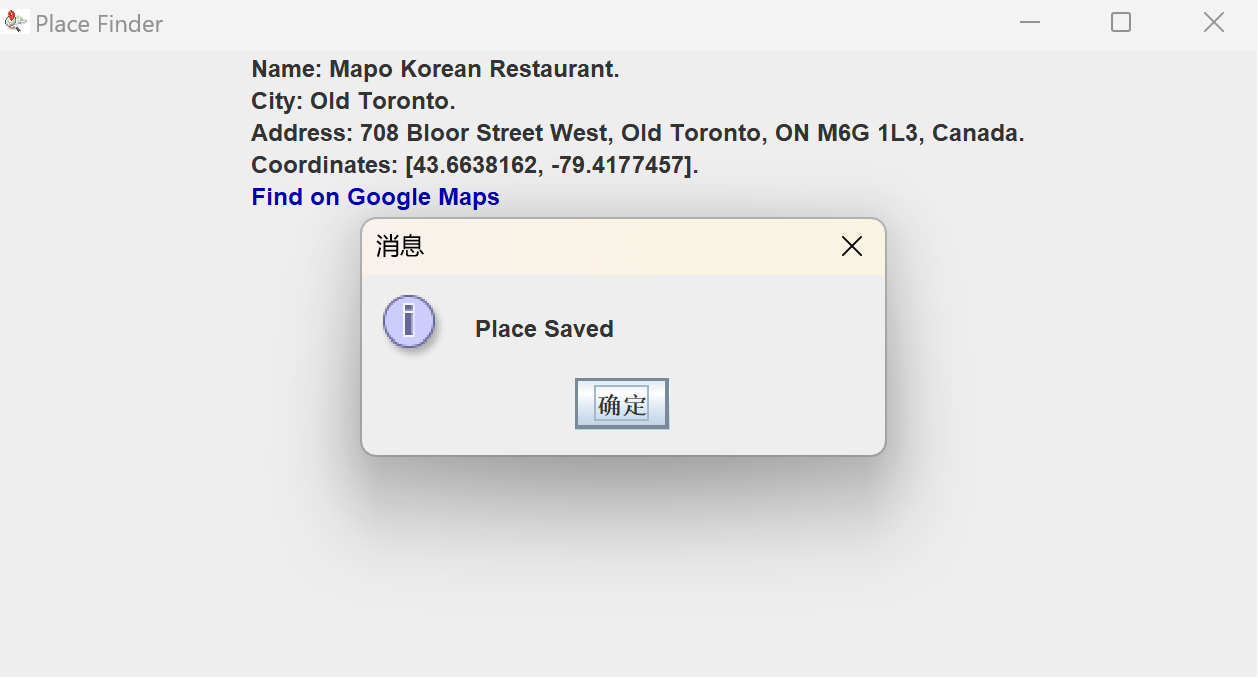 Place Finder
Name: Mapo Korean Restaurant.
City: Old Toronto.
Address: 708 Bloor Street West, Old Toronto, ON M6G 1L3, Canada.
Coordinates: [43.6638162, -79.4177457].
Find on Google Maps
消息
Place Saved
确定